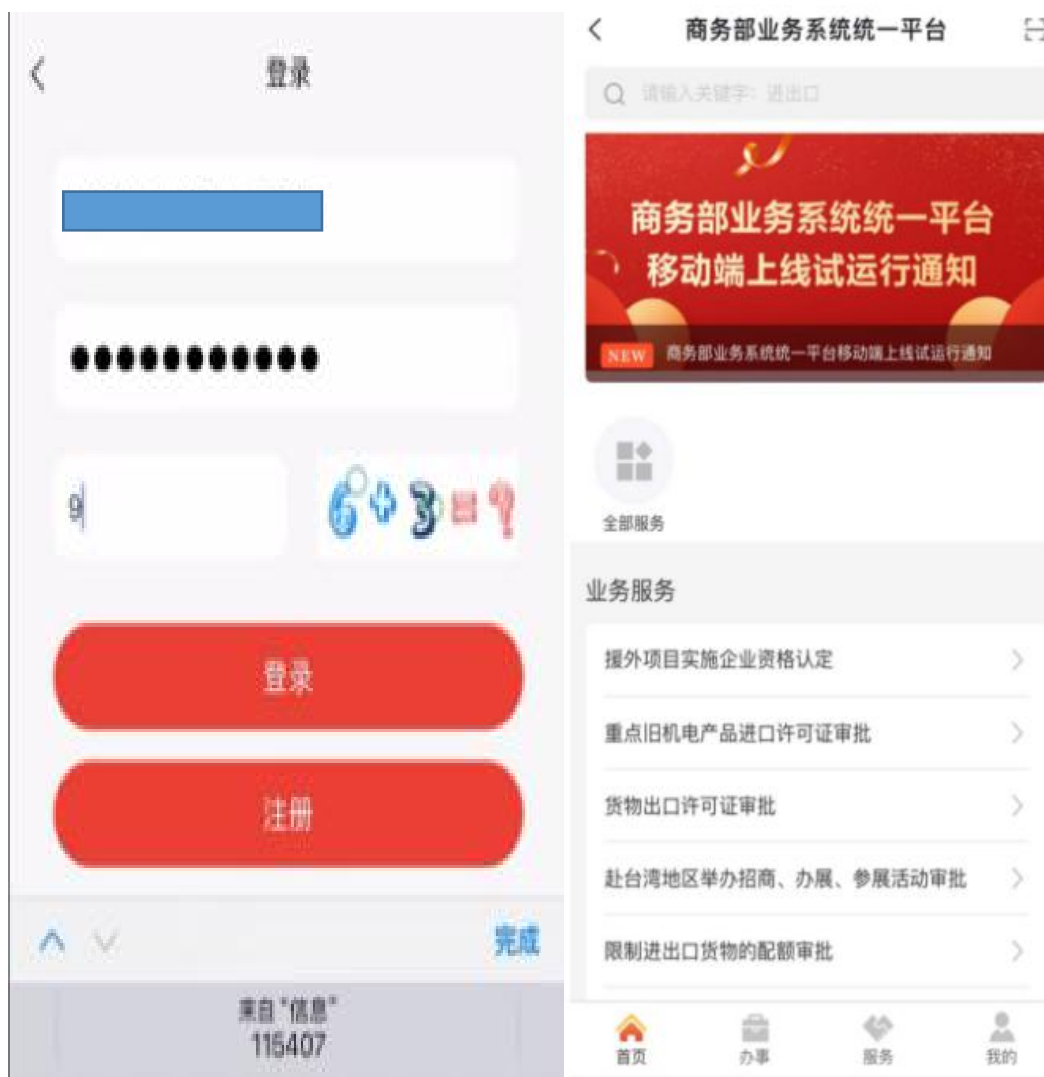 登录
●●●●●●●●●●●
9
6+3=?
登录
注册
完成
来自“信息”
115407
商务部业务系统统一平台
请输入关键字：进出口
商务部业务系统统一平台
移动端上线试运行通知
NEW 商务部业务系统统一平台移动端上线试运行通知
全部服务
业务服务
援外项目实施企业资格认定
重点旧机电产品进口许可证审批
货物出口许可证审批
赴台湾地区举办招商、办展、参展活动审批
限制进出口货物的配额审批
首页 办事 服务 我的